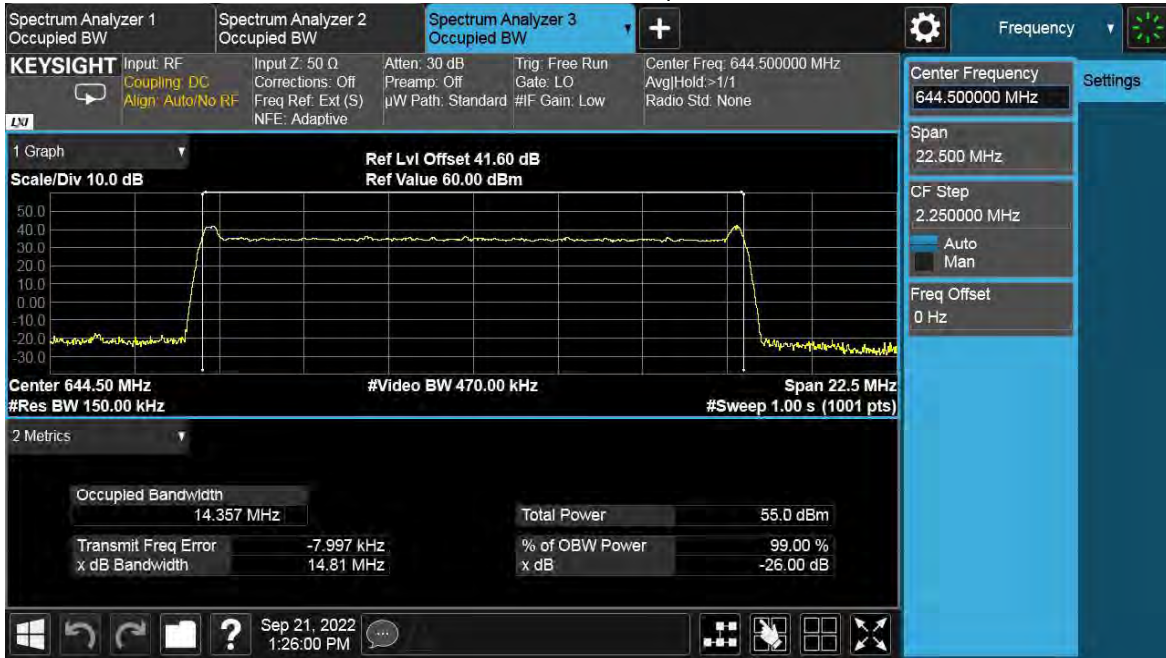 Spectrum Analyzer 1
Occupied BW
Spectrum Analyzer 2
Occupied BW
Spectrum Analyzer 3
Occupied BW
+
Frequency
KEYSIGHT
Input: RF
Coupling: DC
Align: Auto/No RF
Input Z: 50 Ω
Corrections: Off
Freq Ref: Ext (S)
NFE: Adaptive
Atten: 30 dB
Preamp: Off
µW Path: Standard
Trig: Free Run
Gate: LO
#IF Gain: Low
Center Freq: 644.500000 MHz
Avg|Hold:>1/1
Radio Std: None
LXI
Center Frequency
644.500000 MHz
Settings
Span
22.500 MHz
CF Step
2.250000 MHz
Auto
Man
Freq Offset
0 Hz
1 Graph
Scale/Div 10.0 dB
Ref Lvl Offset 41.60 dB
Ref Value 60.00 dBm
50.0
40.0
30.0
20.0
10.0
0.00
-10.0
-20.0
-30.0
Center 644.50 MHz
#Video BW 470.00 kHz
Span 22.5 MHz
#Res BW 150.00 kHz
#Sweep 1.00 s (1001 pts)
2 Metrics
Occupied Bandwidth
14.357 MHz
Total Power 55.0 dBm
Transmit Freq Error -7.997 kHz
% of OBW Power 99.00 %
x dB Bandwidth 14.81 MHz
x dB -26.00 dB
?
Sep 21, 2022
1:26:00 PM